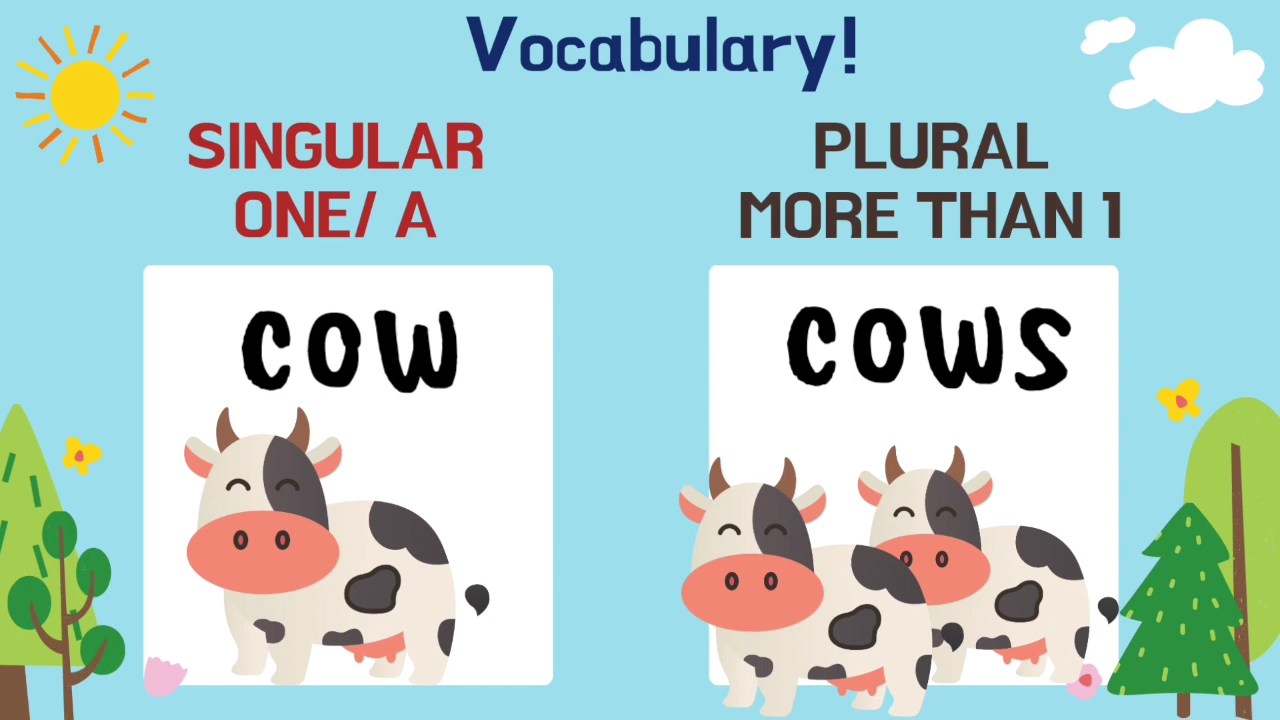 Vocabulary!
SINGULAR
ONE/ A
PLURAL
MORE THAN 1
COW
COWS